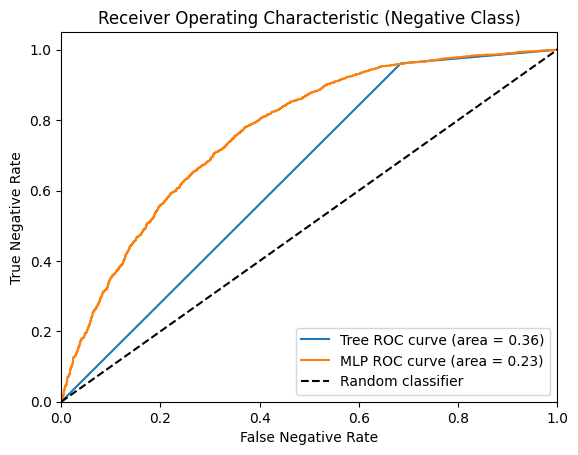 Receiver Operating Characteristic (Negative Class)
1.0
0.8
0.6
0.4
0.2
0.0
True Negative Rate
Tree ROC curve (area = 0.36)
MLP ROC curve (area = 0.23)
Random classifier
0.0 0.2 0.4 0.6 0.8 1.0
False Negative Rate